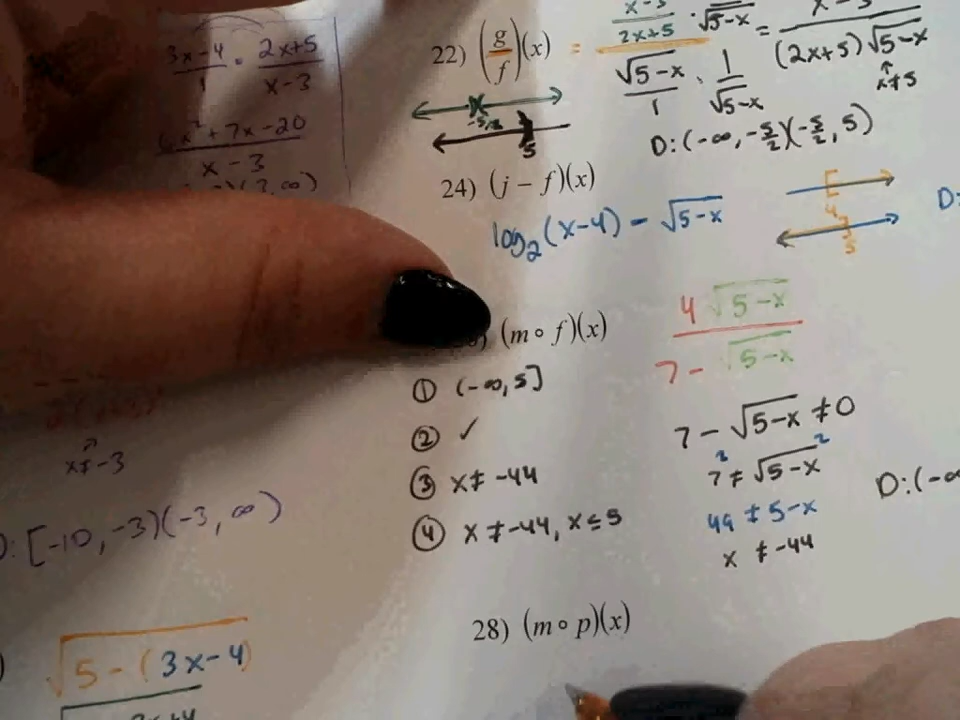 3x-4 / 1 · 2x+5 / x-3
x²+7x-20 / x-3
x≠-3
D: [-10, -3)(-3, ∞)
√5-(3x-4)
22) (g/f)(x) = x-3 / 2x+5 · √5-x = x-3 / (2x+5)√5-x
√5-x / 1 · 1 / √5-x
x≠5
-5/2
5
D: (-∞, -5/2)(-5/2, 5)
24) (j - f)(x)
log₂(x-4) - √5-x
4
5
D:
(m ∘ f)(x)
4√5-x / 7-√5-x
① (-∞, 5]
② ✓
③ x≠-44
④ x≠-44, x≤5
7-√5-x ≠0
7² ≠ √5-x²
49 ≠ 5-x
x ≠ -44
D: (-∞
28) (m ∘ p)(x)